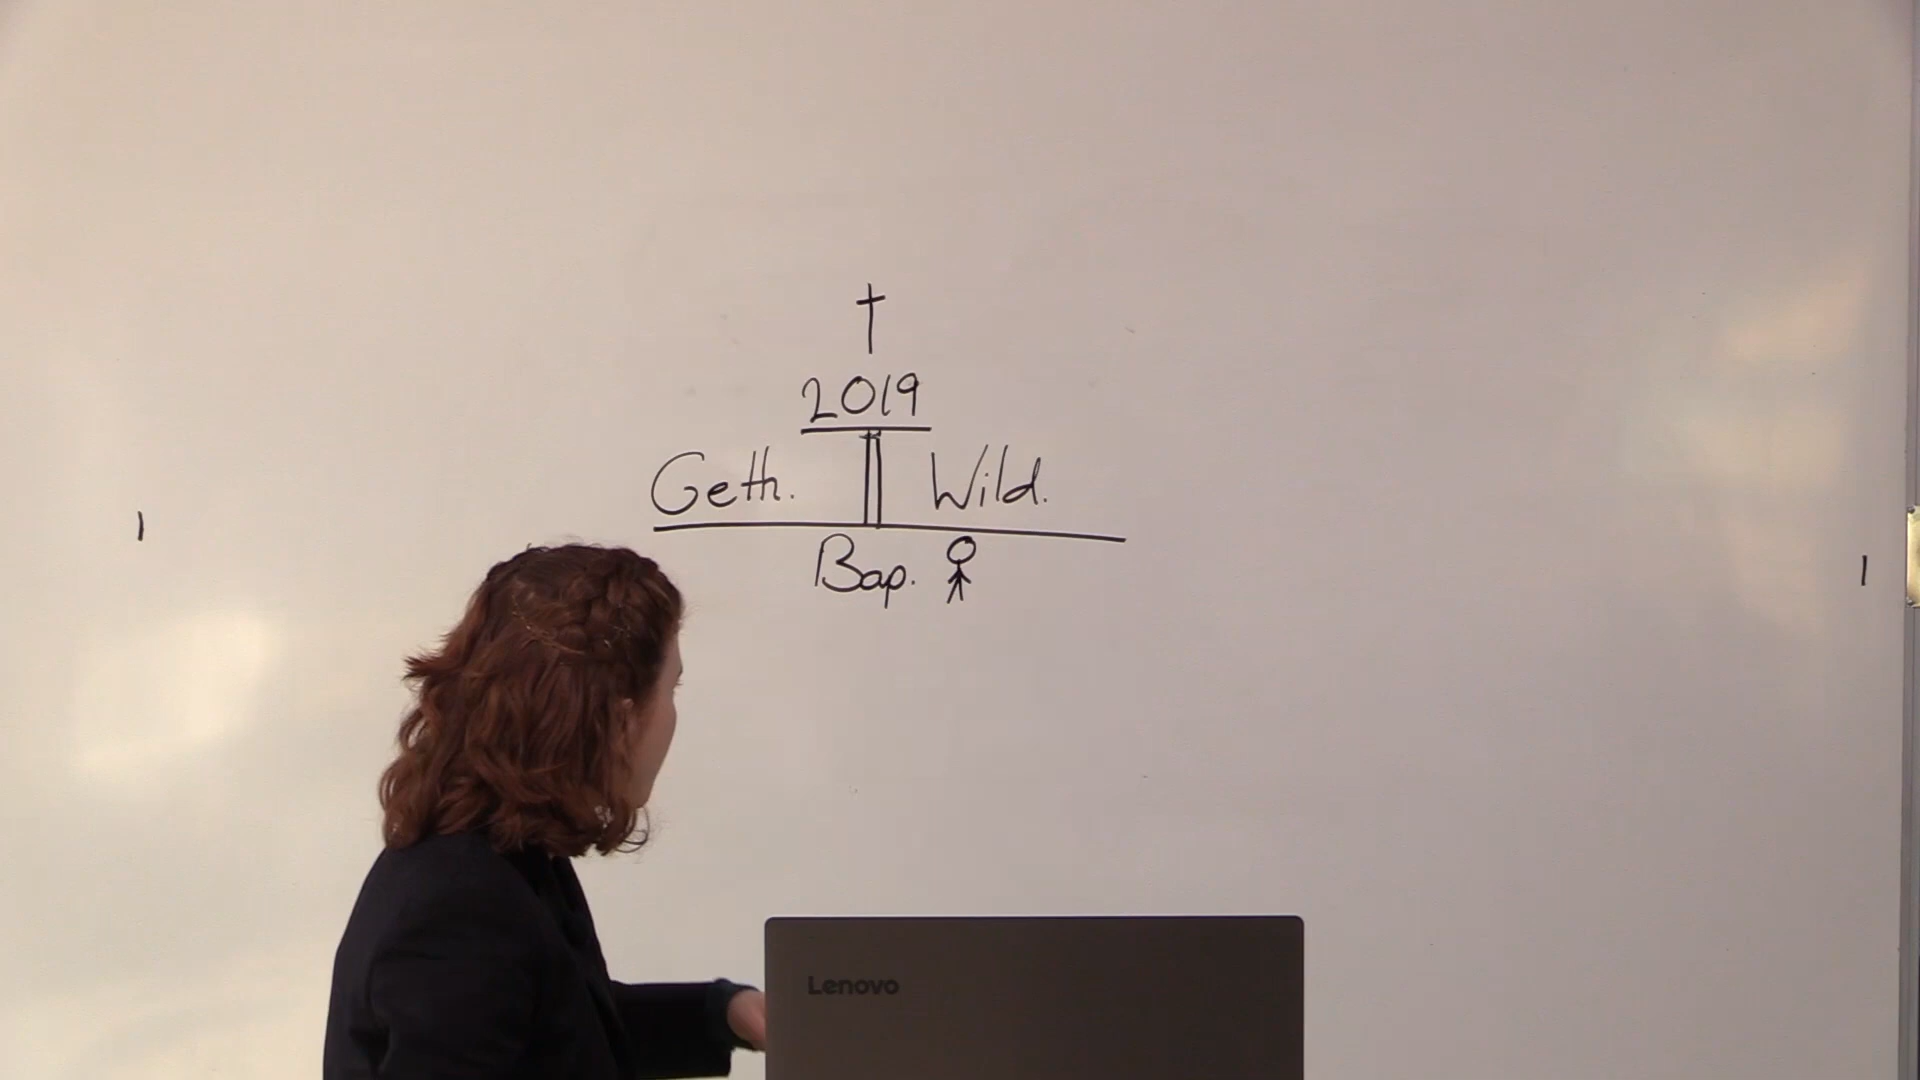 †
2019
Geth. Wild.
Bap.
Lenovo